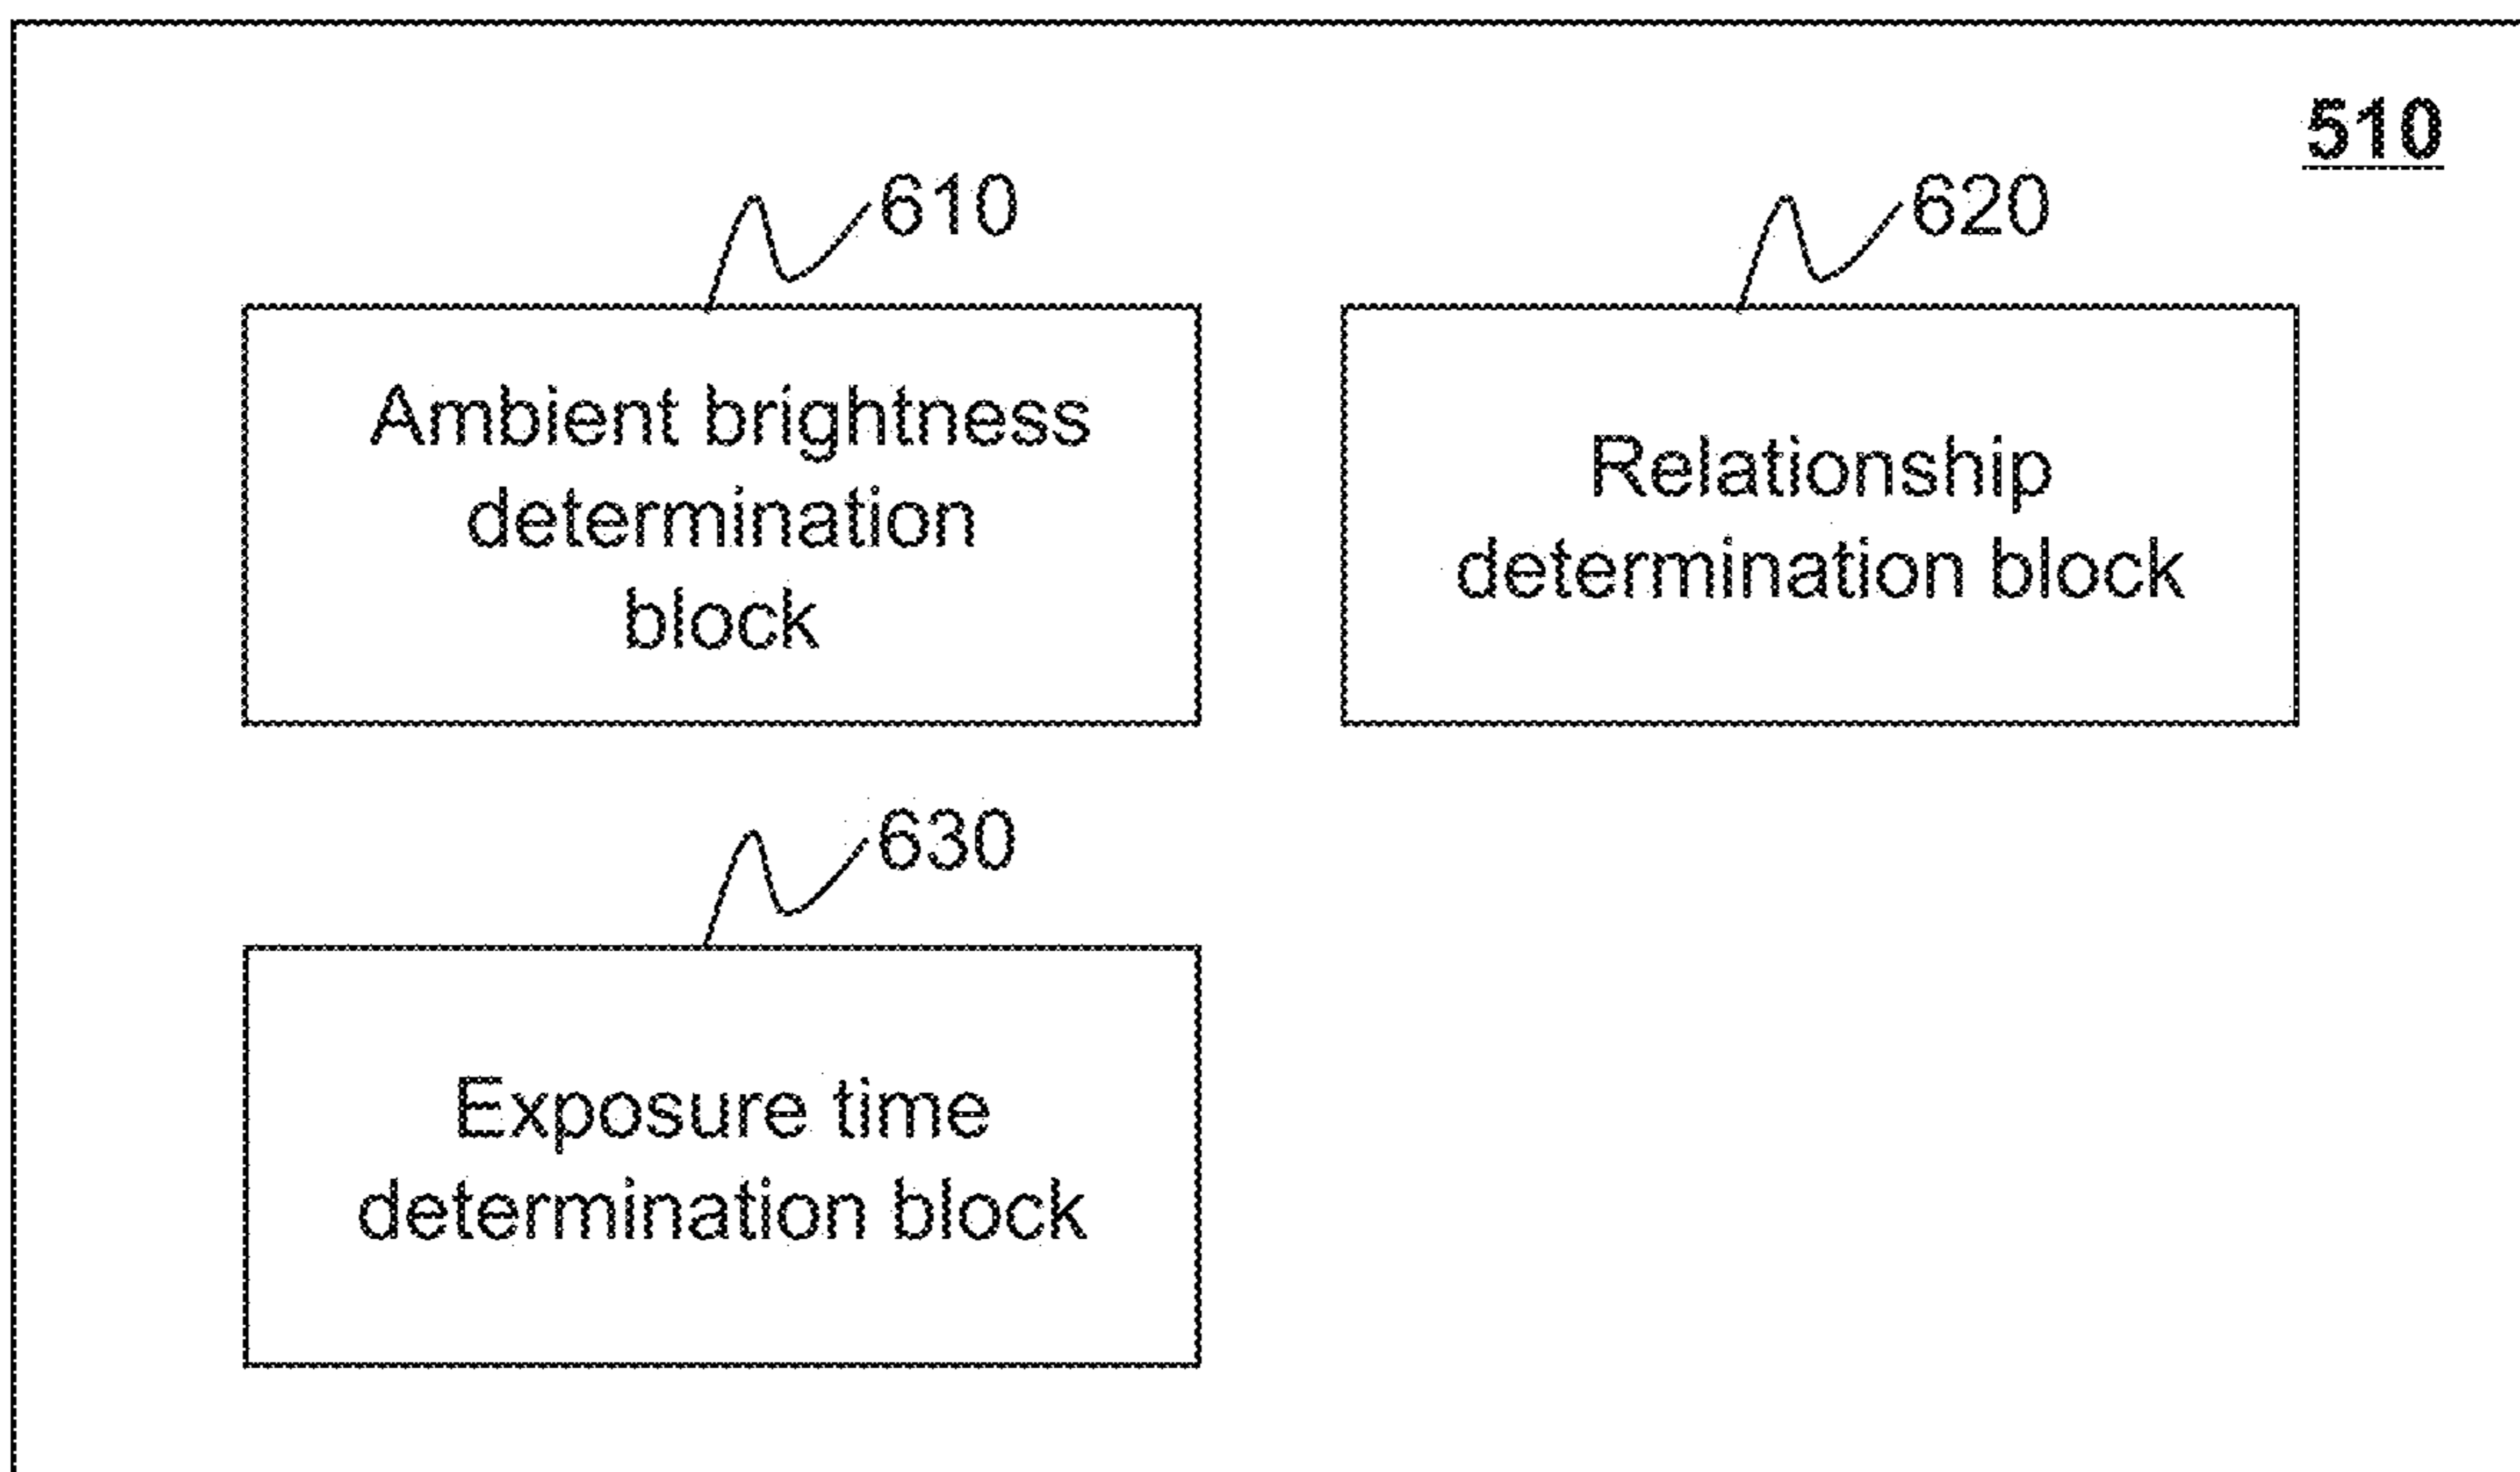 510
610
620
Ambient brightness
determination
block
Relationship
determination block
630
Exposure time
determination block